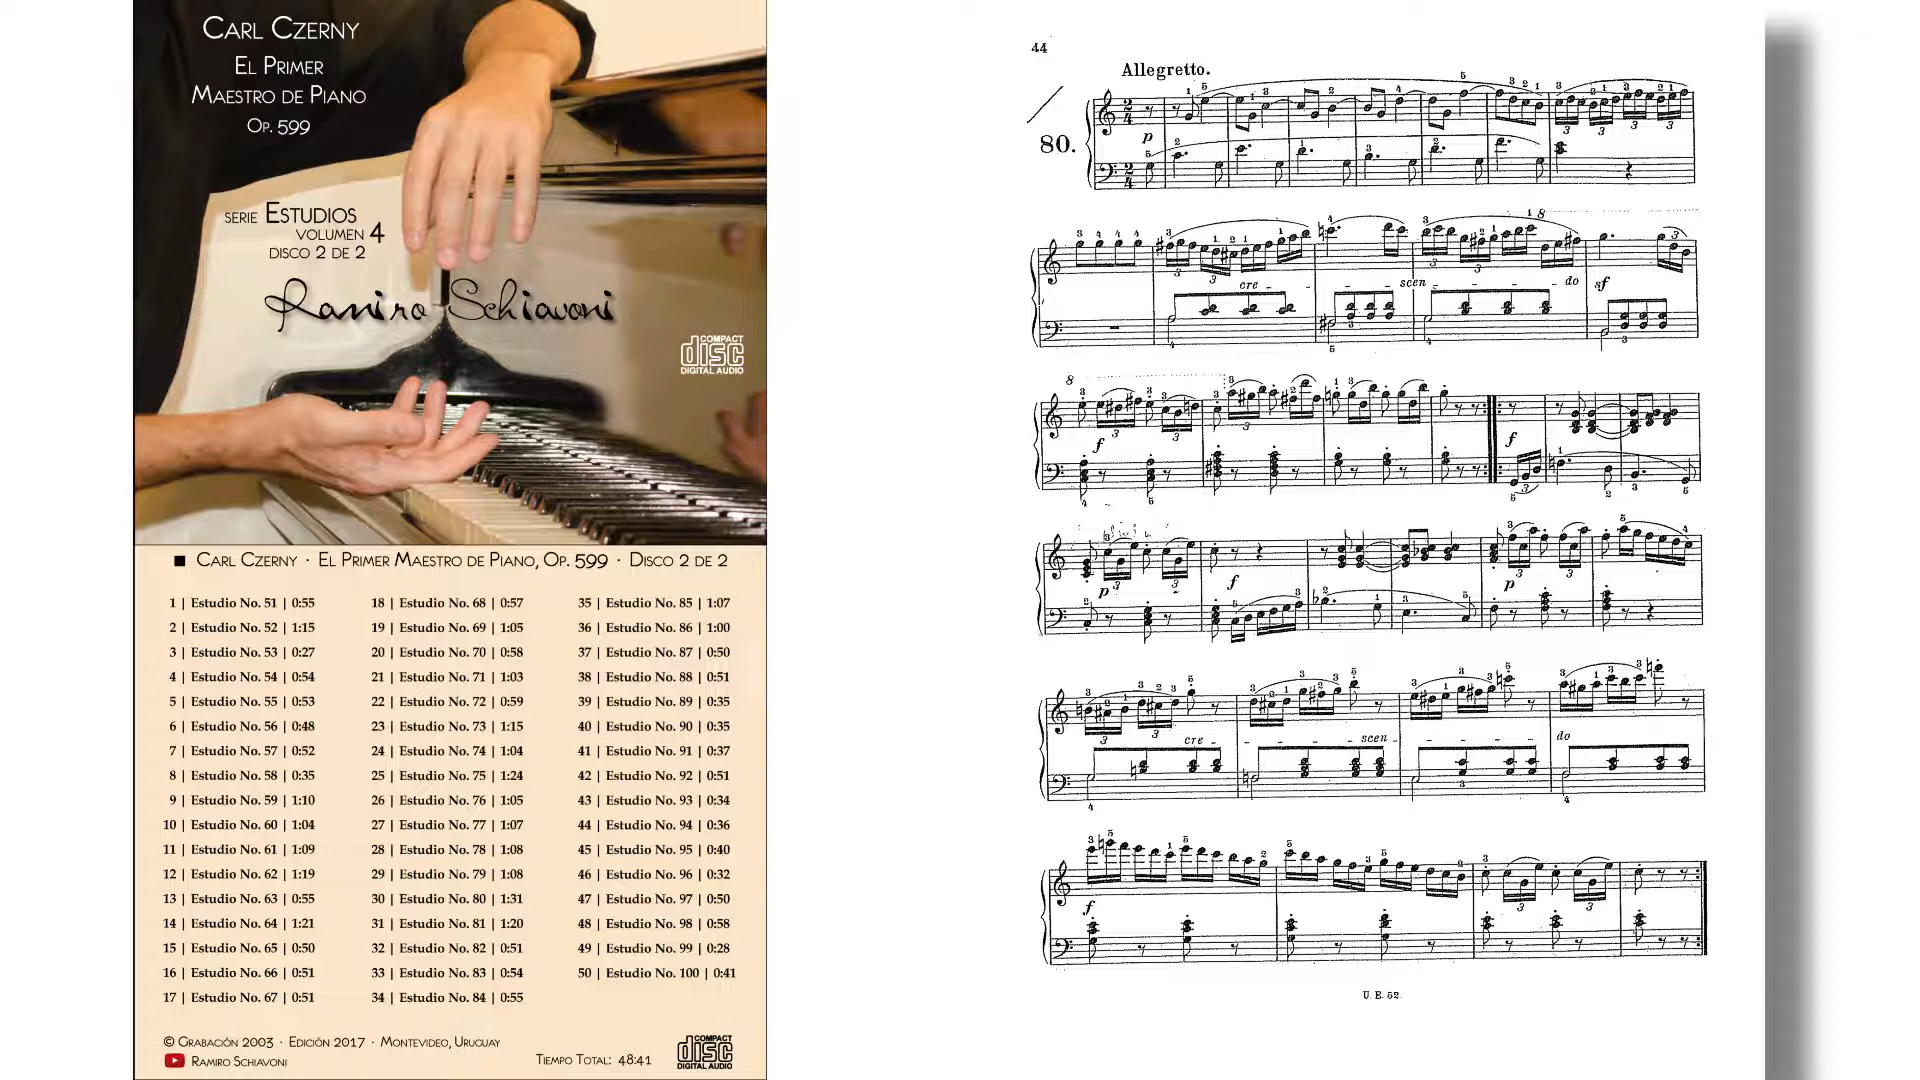 CARL CZERNY
EL PRIMER
MAESTRO DE PIANO
OP. 599
SERIE ESTUDIOS
VOLUMEN 4
DISCO 2 DE 2
Ramiro Schiavoni
COMPACT
disc
DIGITAL AUDIO
■ CARL CZERNY · EL PRIMER MAESTRO DE PIANO, OP. 599 · DISCO 2 DE 2
1 | Estudio No. 51 | 0:55
2 | Estudio No. 52 | 1:15
3 | Estudio No. 53 | 0:27
4 | Estudio No. 54 | 0:54
5 | Estudio No. 55 | 0:53
6 | Estudio No. 56 | 0:48
7 | Estudio No. 57 | 0:52
8 | Estudio No. 58 | 0:35
9 | Estudio No. 59 | 1:10
10 | Estudio No. 60 | 1:04
11 | Estudio No. 61 | 1:09
12 | Estudio No. 62 | 1:19
13 | Estudio No. 63 | 0:55
14 | Estudio No. 64 | 1:21
15 | Estudio No. 65 | 0:50
16 | Estudio No. 66 | 0:51
17 | Estudio No. 67 | 0:51
18 | Estudio No. 68 | 0:57
19 | Estudio No. 69 | 1:05
20 | Estudio No. 70 | 0:58
21 | Estudio No. 71 | 1:03
22 | Estudio No. 72 | 0:59
23 | Estudio No. 73 | 1:15
24 | Estudio No. 74 | 1:04
25 | Estudio No. 75 | 1:24
26 | Estudio No. 76 | 1:05
27 | Estudio No. 77 | 1:07
28 | Estudio No. 78 | 1:08
29 | Estudio No. 79 | 1:08
30 | Estudio No. 80 | 1:31
31 | Estudio No. 81 | 1:20
32 | Estudio No. 82 | 0:51
33 | Estudio No. 83 | 0:54
34 | Estudio No. 84 | 0:55
35 | Estudio No. 85 | 1:07
36 | Estudio No. 86 | 1:00
37 | Estudio No. 87 | 0:50
38 | Estudio No. 88 | 0:51
39 | Estudio No. 89 | 0:35
40 | Estudio No. 90 | 0:35
41 | Estudio No. 91 | 0:37
42 | Estudio No. 92 | 0:51
43 | Estudio No. 93 | 0:34
44 | Estudio No. 94 | 0:36
45 | Estudio No. 95 | 0:40
46 | Estudio No. 96 | 0:32
47 | Estudio No. 97 | 0:50
48 | Estudio No. 98 | 0:58
49 | Estudio No. 99 | 0:28
50 | Estudio No. 100 | 0:41
© GRABACIÓN 2003 · EDICIÓN 2017 · MONTEVIDEO, URUGUAY
RAMIRO SCHIAVONI
TIEMPO TOTAL: 48:41
COMPACT
disc
DIGITAL AUDIO
44
Allegretto.
80.
p
cre - - scen - - do sf
f f
p f p
cre - - scen - - do
f
U. E. 52.